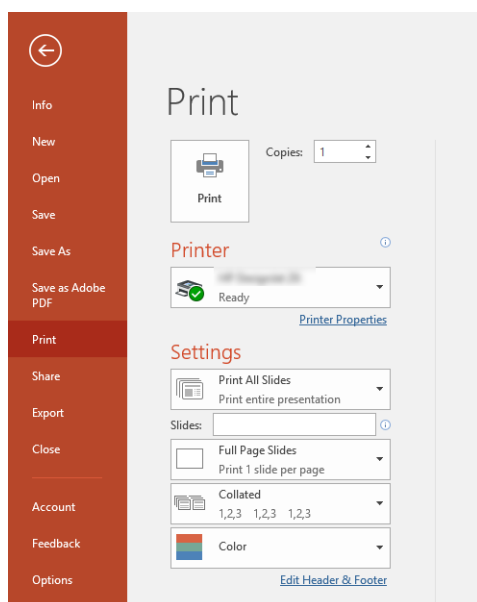 Info
New
Open
Save
Save As
Save as Adobe
PDF
Print
Share
Export
Close
Account
Feedback
Options
Print
Print
Copies: 1
Printer
Ready
Printer Properties
Settings
Print All Slides
Print entire presentation
Slides:
Full Page Slides
Print 1 slide per page
Collated
1,2,3 1,2,3 1,2,3
Color
Edit Header & Footer